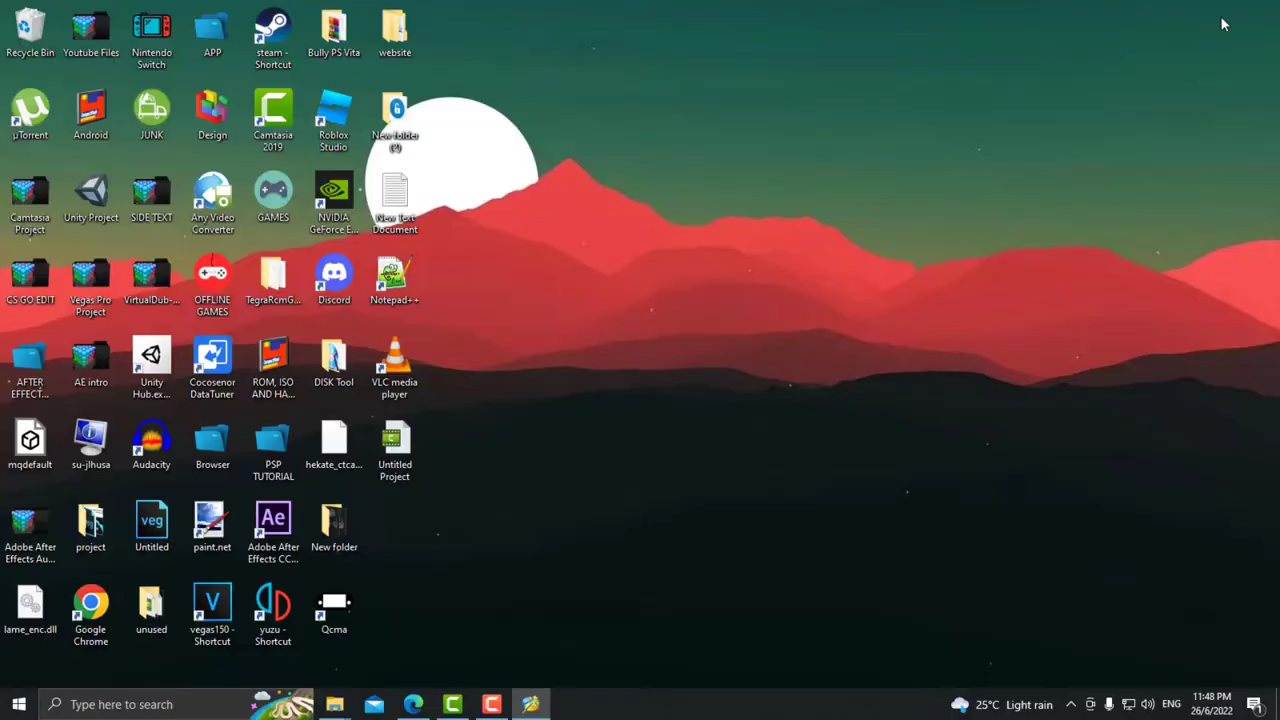 Recycle Bin
Youtube Files
Nintendo
Switch
APP
steam -
Shortcut
Bully PS Vita
website
µTorrent
Android
JUNK
Design
Camtasia
2019
Roblox
Studio
New folder
(2)
Camtasia
Project
Unity Project
SIDE TEXT
Any Video
Converter
GAMES
NVIDIA
GeForce E...
New Text
Document
CS GO EDIT
Vegas Pro
Project
VirtualDub-...
OFFLINE
GAMES
TegraRcmG...
Discord
Notepad++
AFTER
EFFECT...
AE intro
Unity
Hub.ex...
Cocosenor
DataTuner
ROM, ISO
AND HA...
DISK Tool
VLC media
player
mqdefault
su-jlhusa
Audacity
Browser
PSP
TUTORIAL
hekate_ctca...
Untitled
Project
Adobe After
Effects Au...
project
veg
Untitled
paint.net
Ae
Adobe After
Effects CC...
New folder
lame_enc.dll
Google
Chrome
unused
V
vegas150 -
Shortcut
yuzu -
Shortcut
Qcma
Type here to search
25°C Light rain
ENG
11:48 PM
26/6/2022
1